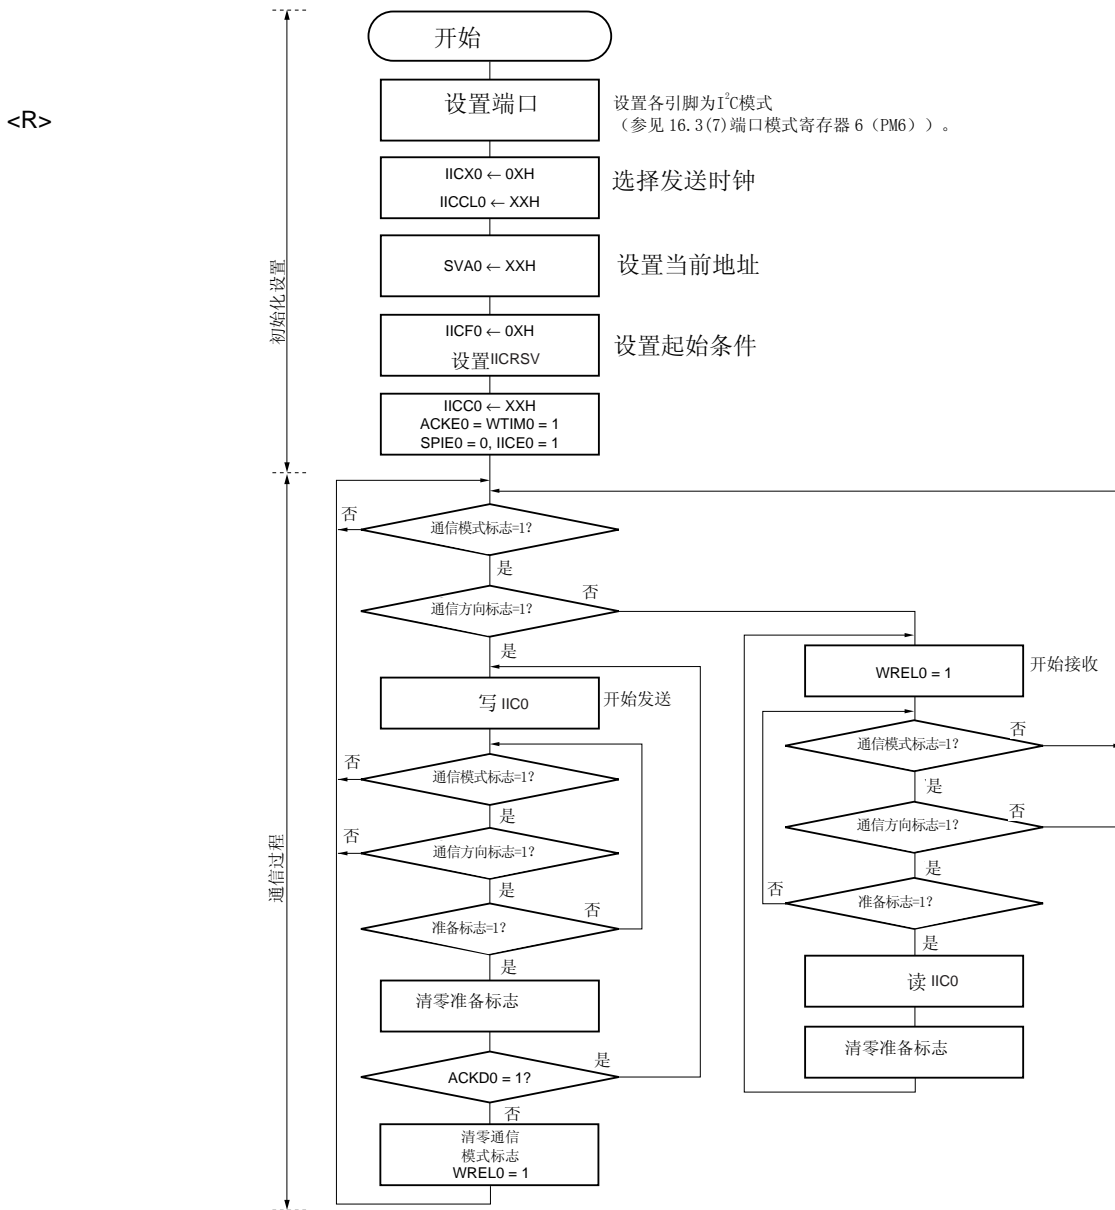 开始
<R>
设置端口
设置各引脚为I²C模式
（参见 16.3(7)端口模式寄存器 6（PM6））。
IICX0 ← 0XH
IICCL0 ← XXH
选择发送时钟
SVA0 ← XXH
设置当前地址
初始化设置
IICF0 ← 0XH
设置IICRSV
设置起始条件
IICC0 ← XXH
ACKE0 = WTIM0 = 1
SPIE0 = 0, IICE0 = 1
否
通信模式标志=1?
是
通信方向标志=1?
否
是
写 IIC0
开始发送
WREL0 = 1
开始接收
否
通信模式标志=1?
是
否
通信方向标志=1?
是
准备标志=1?
否
是
清零准备标志
ACKD0 = 1?
是
否
清零通信
模式标志
WREL0 = 1
通信模式标志=1?
否
是
通信方向标志=1?
否
是
否
准备标志=1?
是
读 IIC0
清零准备标志
通信过程